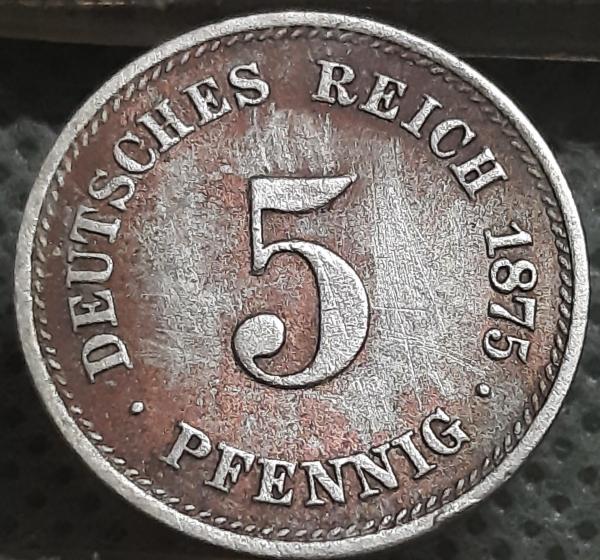 DEUTSCHES REICH 1875
5
PFENNIG